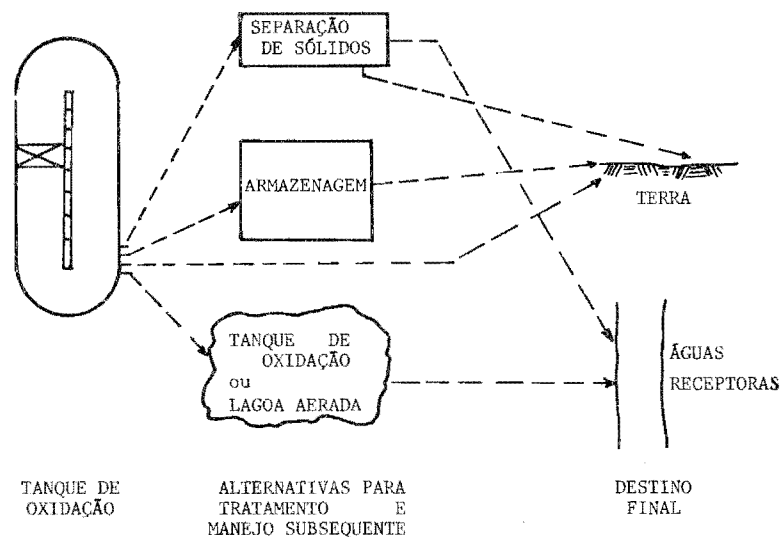 SEPARAÇÃO
DE SÓLIDOS
ARMAZENAGEM
TERRA
TANQUE DE
OXIDAÇÃO
ou
LAGOA AERADA
ÁGUAS
RECEPTORAS
TANQUE DE
OXIDAÇÃO
ALTERNATIVAS PARA
TRATAMENTO E
MANEJO SUBSEQUENTE
DESTINO
FINAL